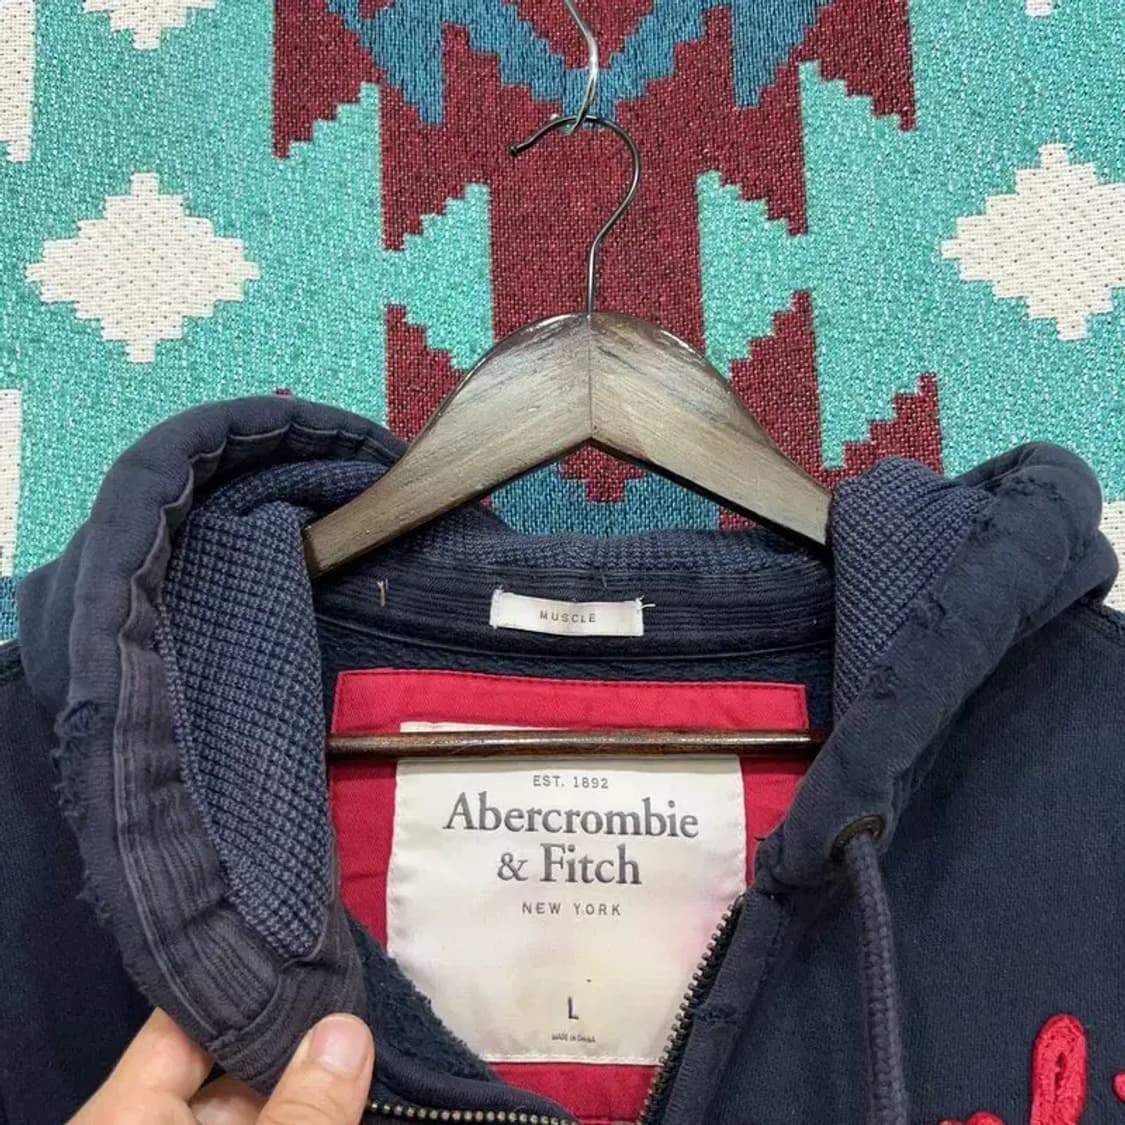 MUSCLE
EST. 1892
Abercrombie
& Fitch
NEW YORK
L
MADE IN CHINA